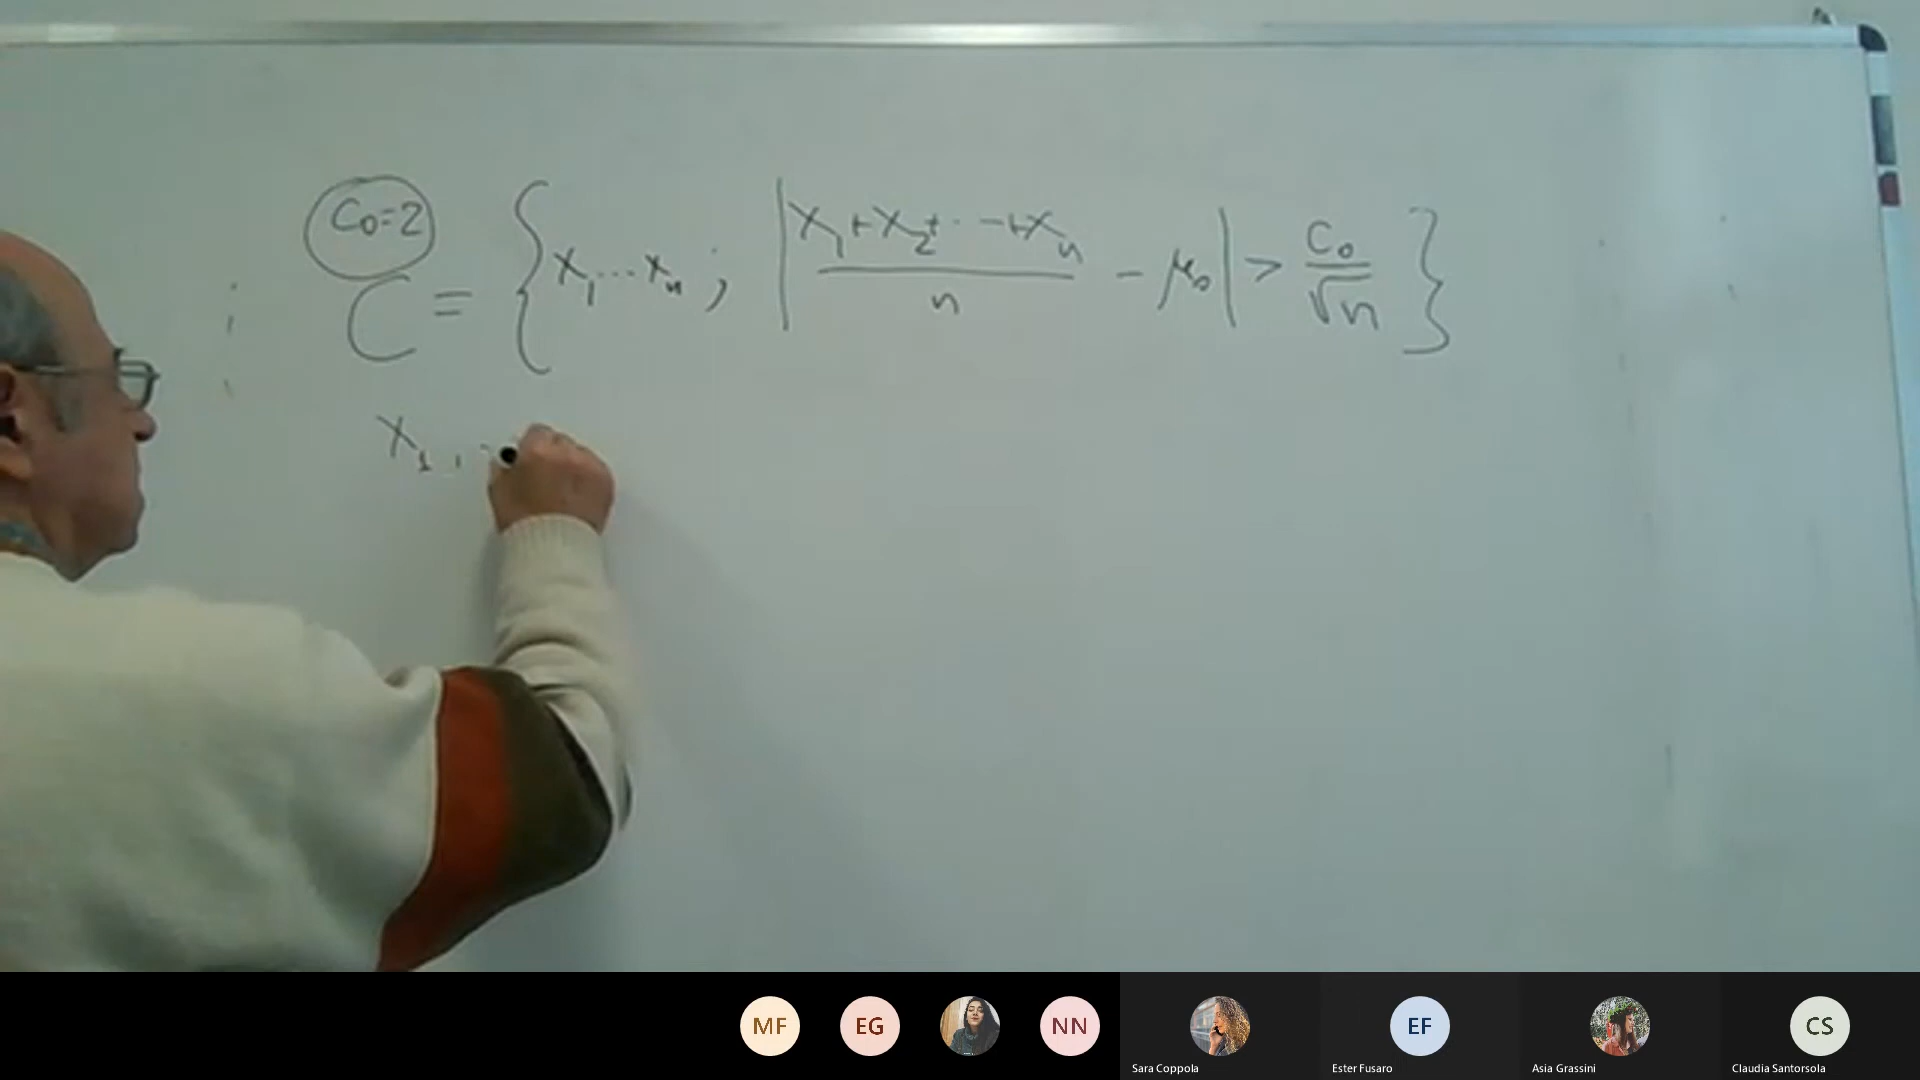 C₀=2
C = { x₁...xₙ ; | (x₁+x₂+...+xₙ)/n - μ₀ | > C₀/√n }
x₁,
MF EG NN EF CS
Sara Coppola Ester Fusaro Asia Grassini Claudia Santorsola